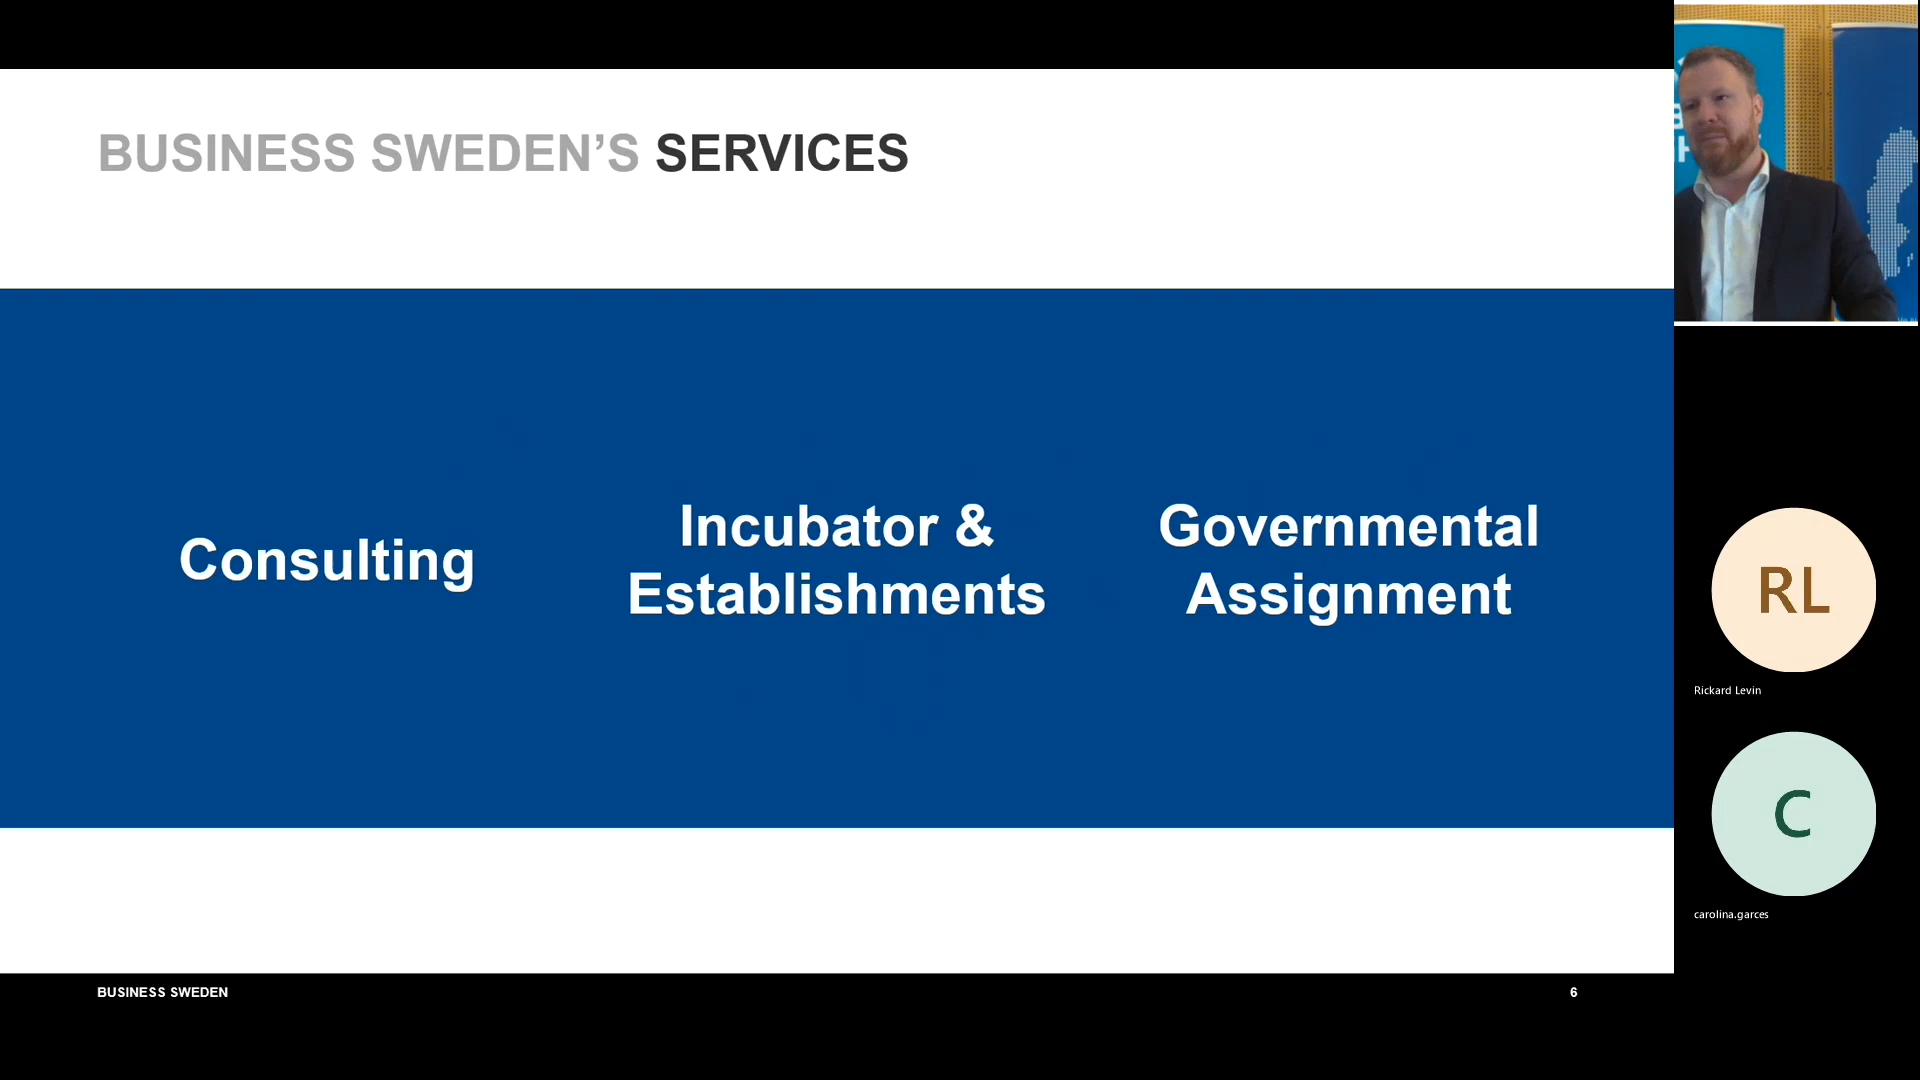 BUSINESS SWEDEN’S SERVICES
Consulting
Incubator &
Establishments
Governmental
Assignment
BUSINESS SWEDEN
6
RL
Rickard Levin
C
carolina.garces